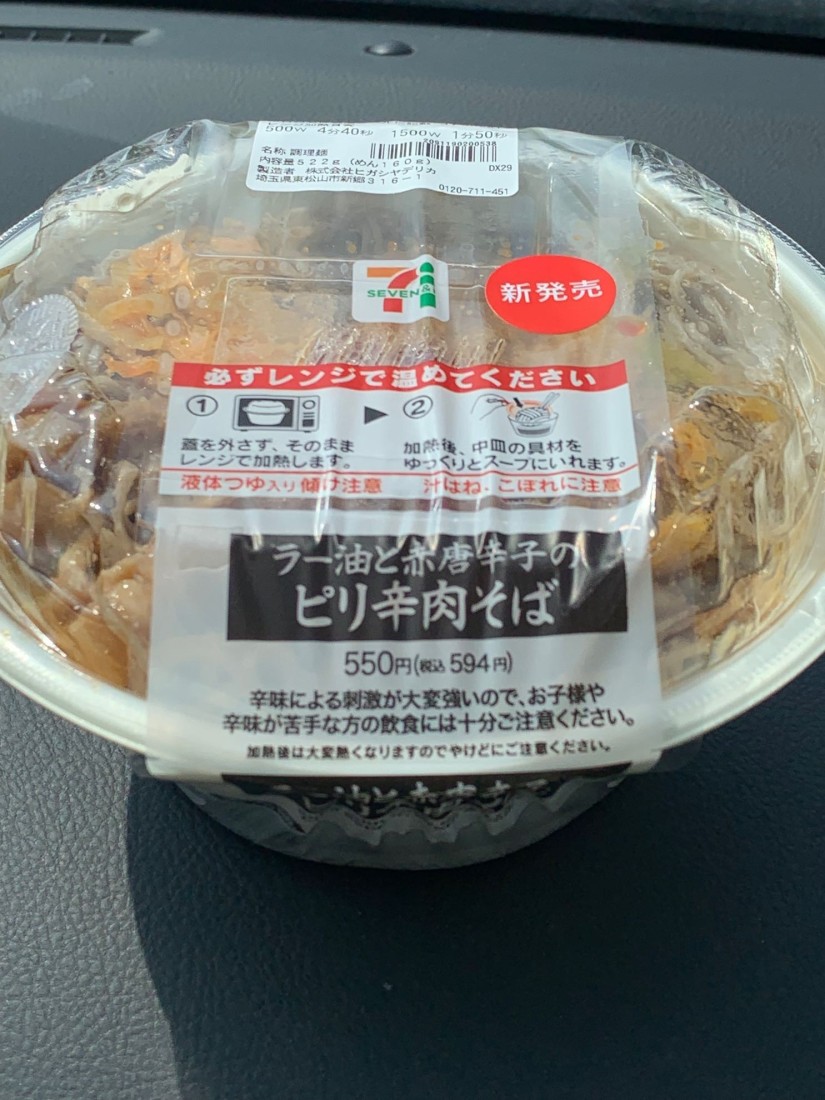 500W 4分40秒 1500W 1分50秒
名称 調理麺
内容量522g(めん160g)
製造者 株式会社ヒガシヤデリカ
DX29
埼玉県東松山市新郷316-1
0120-711-451
SEVEN&i
新発売
必ずレンジで温めてください
① ▶ ②
蓋を外さず、そのまま
レンジで加熱します。
加熱後、中皿の具材を
ゆっくりとスープにいれます。
液体つゆ入り傾け注意
汁はね、こぼれに注意
ラー油と赤唐辛子の
ピリ辛肉そば
550円(税込594円)
辛味による刺激が大変強いので、お子様や
辛味が苦手な方の飲食には十分ご注意ください。
加熱後は大変熱くなりますのでやけどにご注意ください。